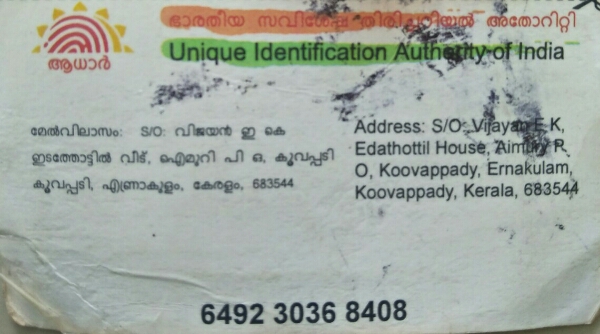 ഭാരതീയ സവിശേഷ തിരിച്ചറിയൽ അതോറിറ്റി
Unique Identification Authority of India
ആധാർ
മേൽവിലാസം: S/O: വിജയൻ ഇ കെ
ഇടത്തോട്ടിൽ വീട്, ഐമുറി പി ഒ, കൂവപ്പടി
കൂവപ്പടി, എണാകുളം, കേരളം, 683544
Address: S/O: Vijayan E K,
Edathottil House, Aimury P
O, Koovappady, Ernakulam,
Koovappady, Kerala, 683544
6492 3036 8408